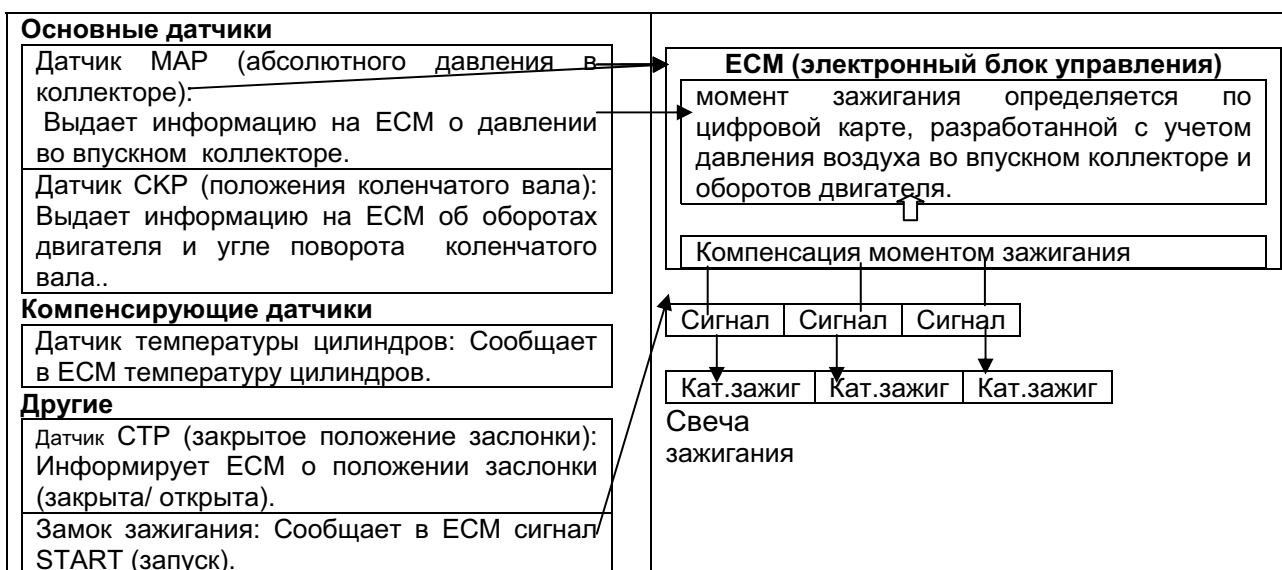 Основные датчики
Датчик MAP (абсолютного давления в
коллекторе):
Выдает информацию на ECM о давлении
во впускном коллекторе.
Датчик CKP (положения коленчатого вала):
Выдает информацию на ECM об оборотах
двигателя и угле поворота коленчатого
вала..
Компенсирующие датчики
Датчик температуры цилиндров: Сообщает
в ECM температуру цилиндров.
Другие
Датчик CTP (закрытое положение заслонки):
Информирует ECM о положении заслонки
(закрыта/ открыта).
Замок зажигания: Сообщает в ECM сигнал
START (запуск).
ECM (электронный блок управления)
момент зажигания определяется по
цифровой карте, разработанной с учетом
давления воздуха во впускном коллекторе и
оборотов двигателя.
Компенсация моментом зажигания
Сигнал Сигнал Сигнал
Кат.зажиг Кат.зажиг Кат.зажиг
Свеча
зажигания